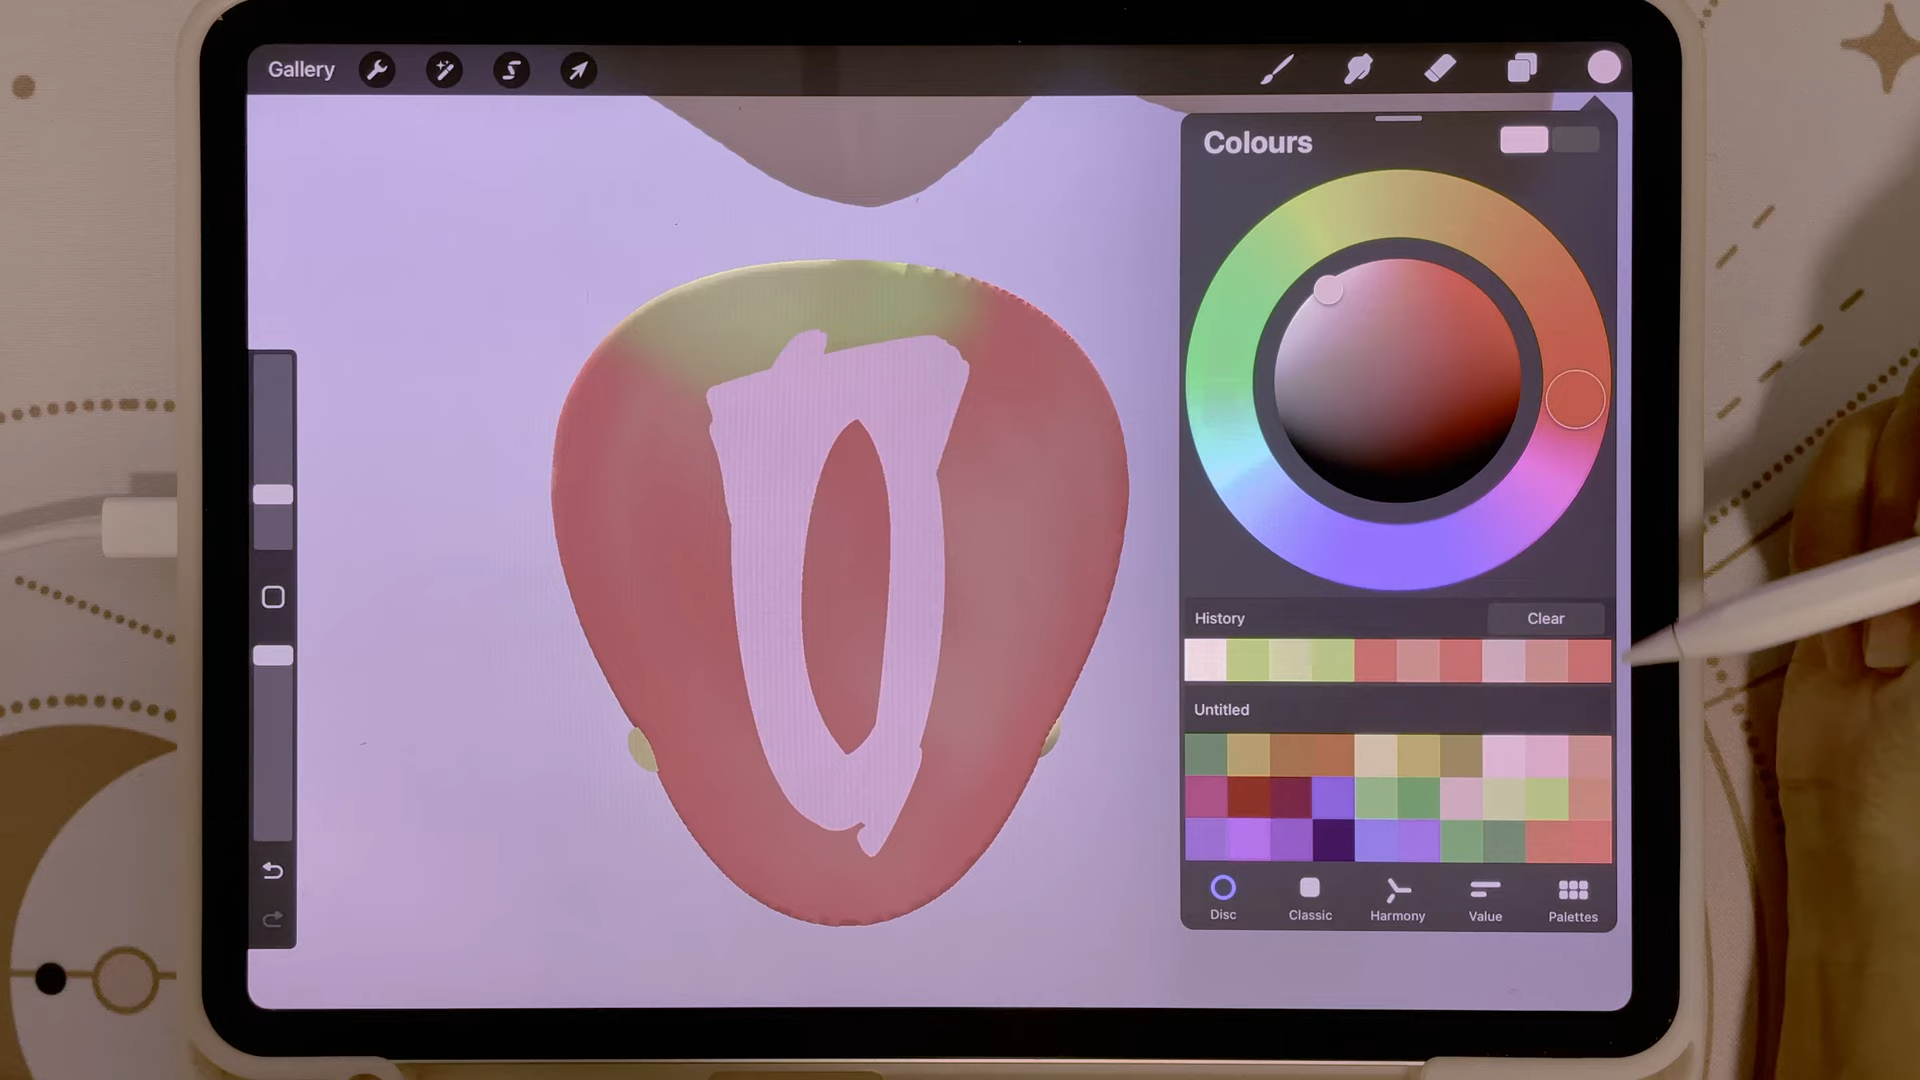 Gallery
Colours
History
Clear
Untitled
Disc
Classic
Harmony
Value
Palettes